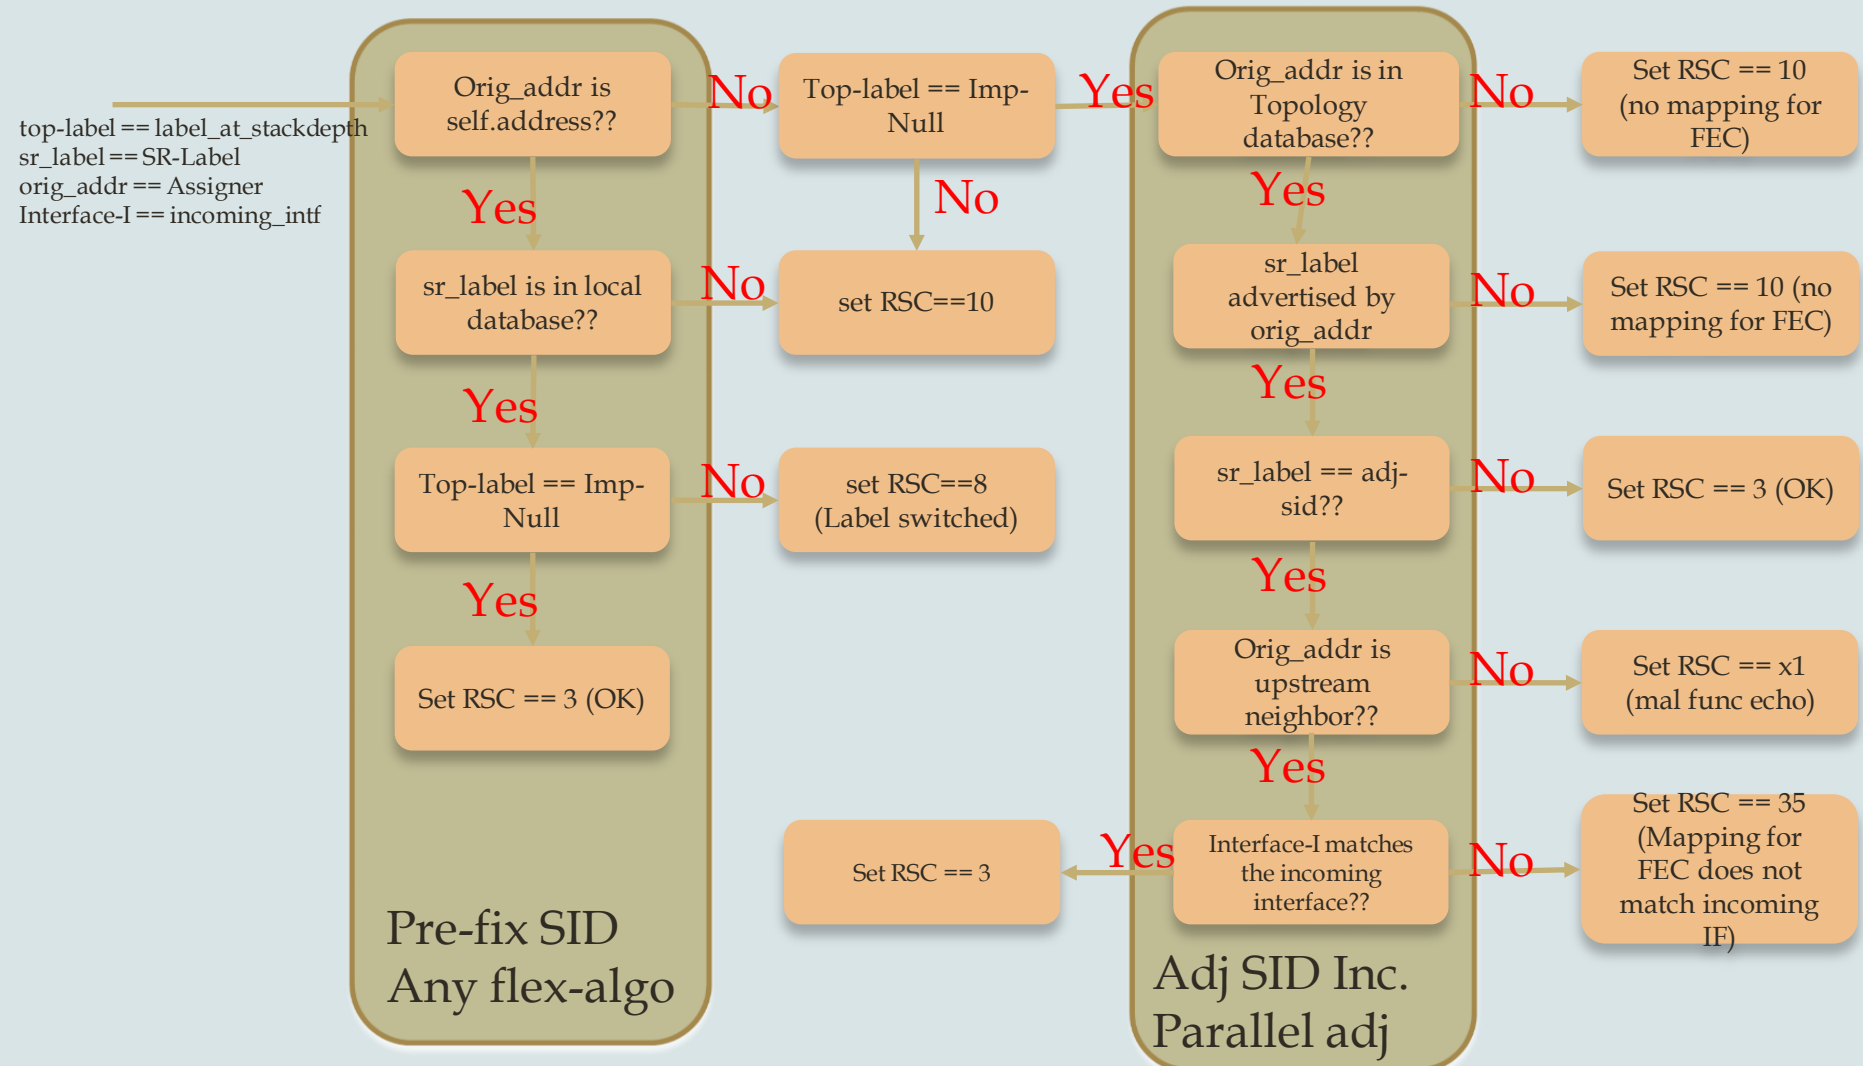 top-label == label_at_stackdepth
sr_label == SR-Label
orig_addr == Assigner
Interface-I == incoming_intf
Orig_addr is
self.address??
No
Top-label == Imp-
Null
Yes
Orig_addr is in
Topology
database??
No
Set RSC == 10
(no mapping for
FEC)
Yes
No
Yes
sr_label is in local
database??
No
set RSC==10
sr_label
advertised by
orig_addr
No
Set RSC == 10 (no
mapping for FEC)
Yes
Yes
Top-label == Imp-
Null
No
set RSC==8
(Label switched)
sr_label == adj-
sid??
No
Set RSC == 3 (OK)
Yes
Yes
Set RSC == 3 (OK)
Orig_addr is
upstream
neighbor??
No
Set RSC == x1
(mal func echo)
Yes
Set RSC == 3
Yes
Interface-I matches
the incoming
interface??
No
Set RSC == 35
(Mapping for
FEC does not
match incoming
IF)
Pre-fix SID
Any flex-algo
Adj SID Inc.
Parallel adj